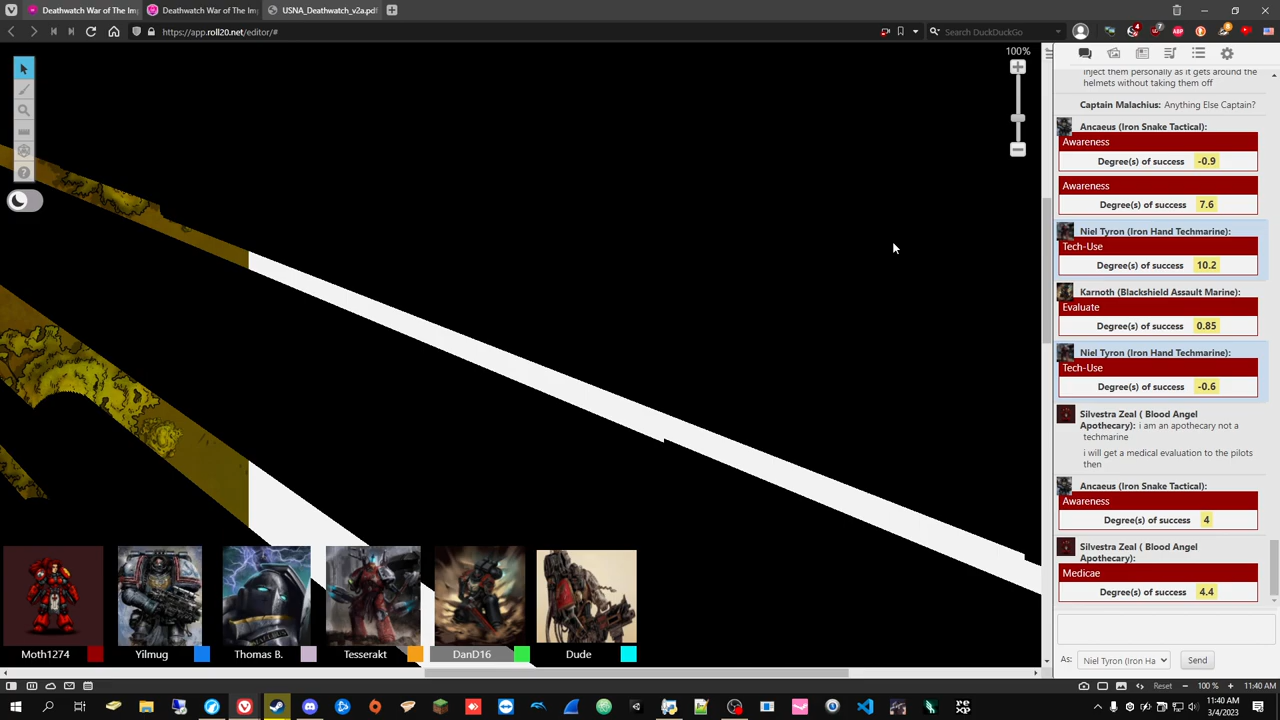 Deathwatch War of The Imp
Deathwatch War of The Imp
USNA_Deathwatch_v2a.pdf
https://app.roll20.net/editor/#
Search DuckDuckGo
100%
inject them personally as it gets around the
helmets without taking them off
Captain Malachius: Anything Else Captain?
Ancaeus (Iron Snake Tactical):
Awareness
Degree(s) of success -0.9
Awareness
Degree(s) of success 7.6
Niel Tyron (Iron Hand Techmarine):
Tech-Use
Degree(s) of success 10.2
Karnoth (Blackshield Assault Marine):
Evaluate
Degree(s) of success 0.85
Niel Tyron (Iron Hand Techmarine):
Tech-Use
Degree(s) of success -0.6
Silvestra Zeal ( Blood Angel
Apothecary): i am an apothecary not a
techmarine
i will get a medical evaluation to the pilots
then
Ancaeus (Iron Snake Tactical):
Awareness
Degree(s) of success 4
Silvestra Zeal ( Blood Angel
Apothecary):
Medicae
Degree(s) of success 4.4
Moth1274
Yilmug
Thomas B.
Tesserakt
DanD16
Dude
As: Niel Tyron (Iron Ha
Send
Reset
100 %
11:40 AM
11:40 AM
3/4/2023